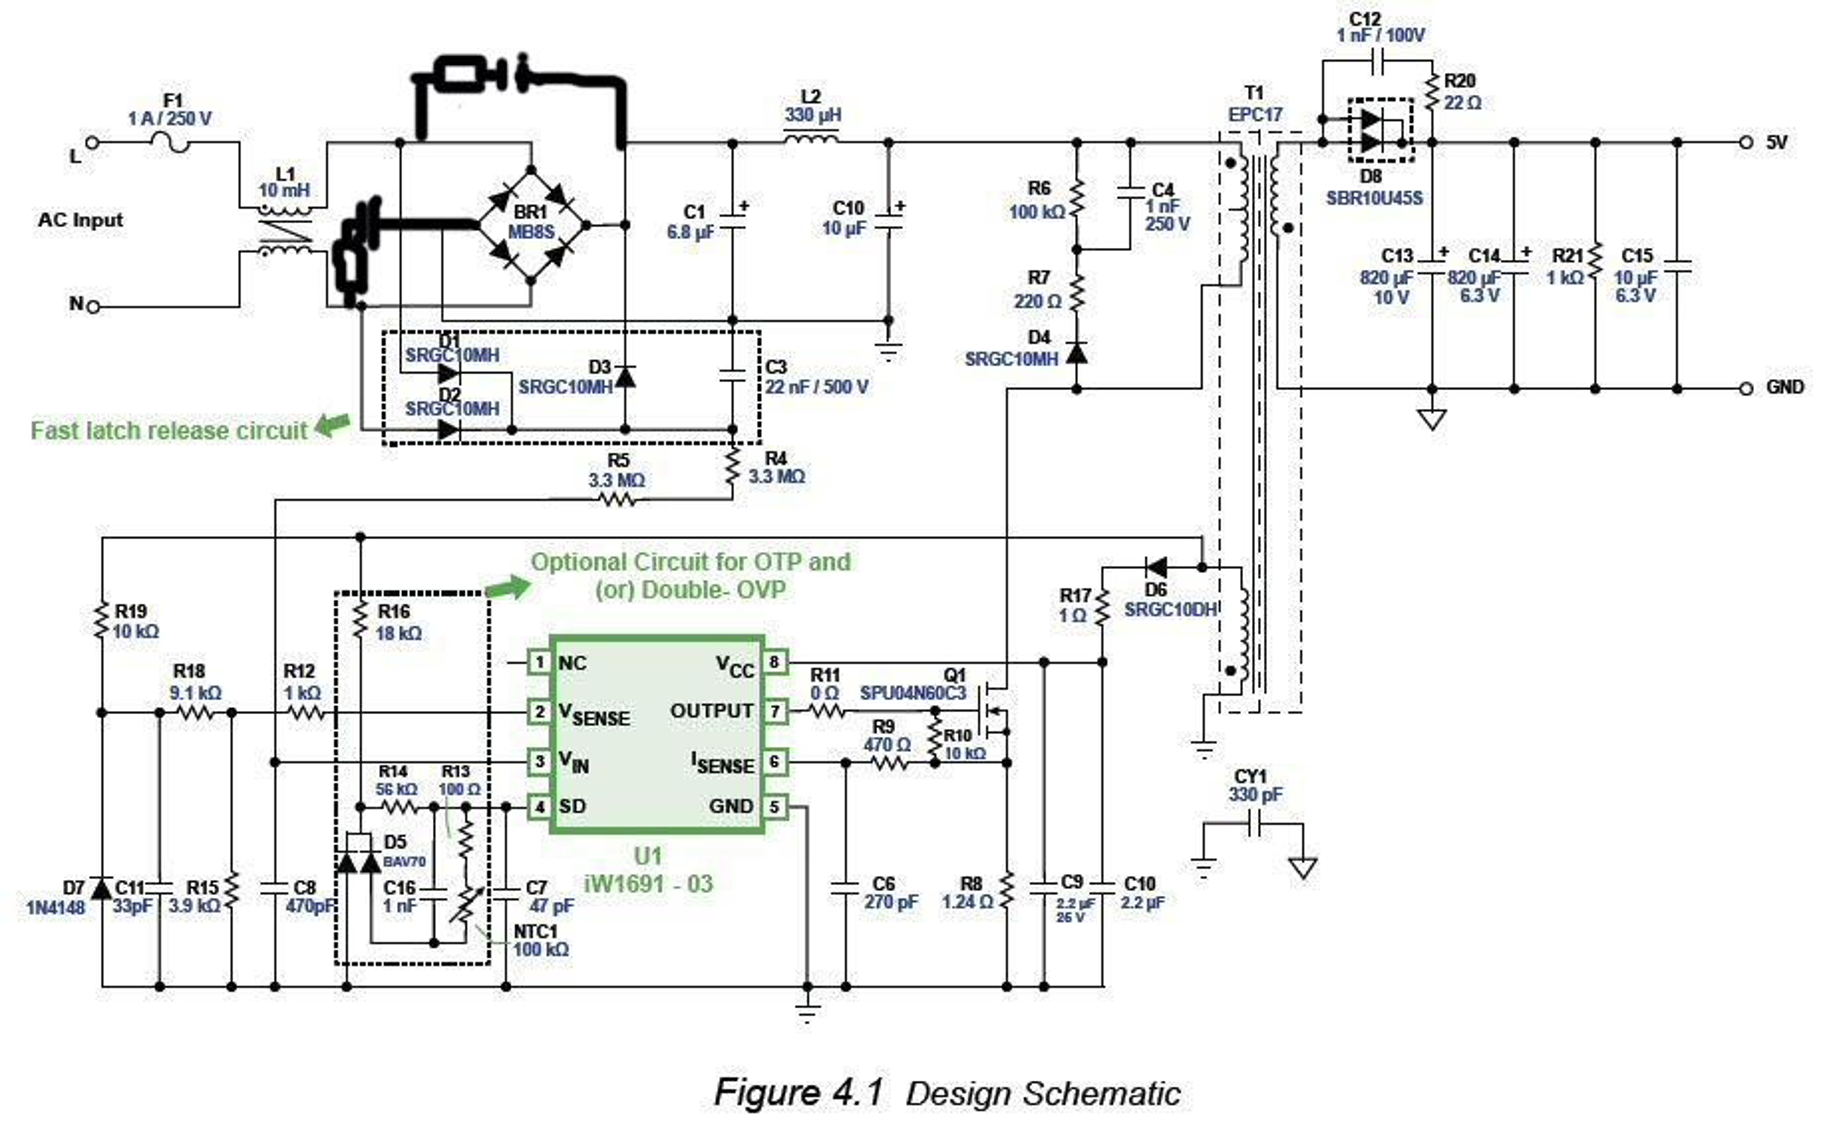 C12
1 nF / 100V
R20
22 Ω
F1
1 A / 250 V
L2
330 µH
T1
EPC17
L
5V
L1
10 mH
AC Input
BR1
MB8S
C1
6.8 µF
C10
10 µF
+
+
R6
100 kΩ
C4
1 nF
250 V
D8
SBR10U45S
C13
820 µF
10 V
+
C14
820 µF
6.3 V
+
R21
1 kΩ
C15
10 µF
6.3 V
R7
220 Ω
N
D4
SRGC10MH
D1
SRGC10MH
D2
SRGC10MH
D3
SRGC10MH
C3
22 nF / 500 V
GND
Fast latch release circuit
R5
3.3 MΩ
R4
3.3 MΩ
Optional Circuit for OTP and
(or) Double- OVP
R19
10 kΩ
R16
18 kΩ
R17
1 Ω
D6
SRGC10DH
R18
9.1 kΩ
R12
1 kΩ
1 NC
VCC 8
2 VSENSE
OUTPUT 7
3 VIN
ISENSE 6
4 SD
GND 5
U1
iW1691 - 03
R11
0 Ω
Q1
SPU04N60C3
R9
470 Ω
R10
10 kΩ
R14
56 kΩ
R13
100 Ω
CY1
330 pF
D5
BAV70
D7
1N4148
C11
33pF
R15
3.9 kΩ
C8
470pF
C16
1 nF
C7
47 pF
NTC1
100 kΩ
C6
270 pF
R8
1.24 Ω
C9
2.2 µF
25 V
C10
2.2 µF
Figure 4.1 Design Schematic